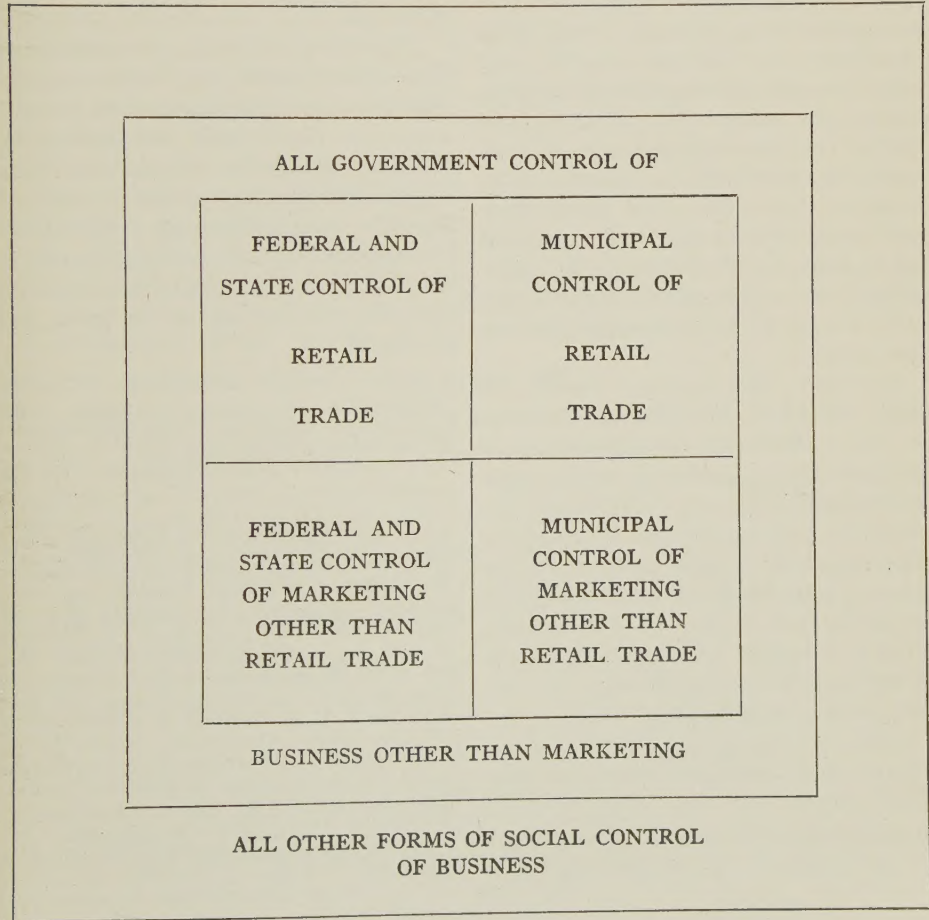 ALL GOVERNMENT CONTROL OF
FEDERAL AND
STATE CONTROL OF
RETAIL
TRADE
MUNICIPAL
CONTROL OF
RETAIL
TRADE
FEDERAL AND
STATE CONTROL
OF MARKETING
OTHER THAN
RETAIL TRADE
MUNICIPAL
CONTROL OF
MARKETING
OTHER THAN
RETAIL TRADE
BUSINESS OTHER THAN MARKETING
ALL OTHER FORMS OF SOCIAL CONTROL
OF BUSINESS